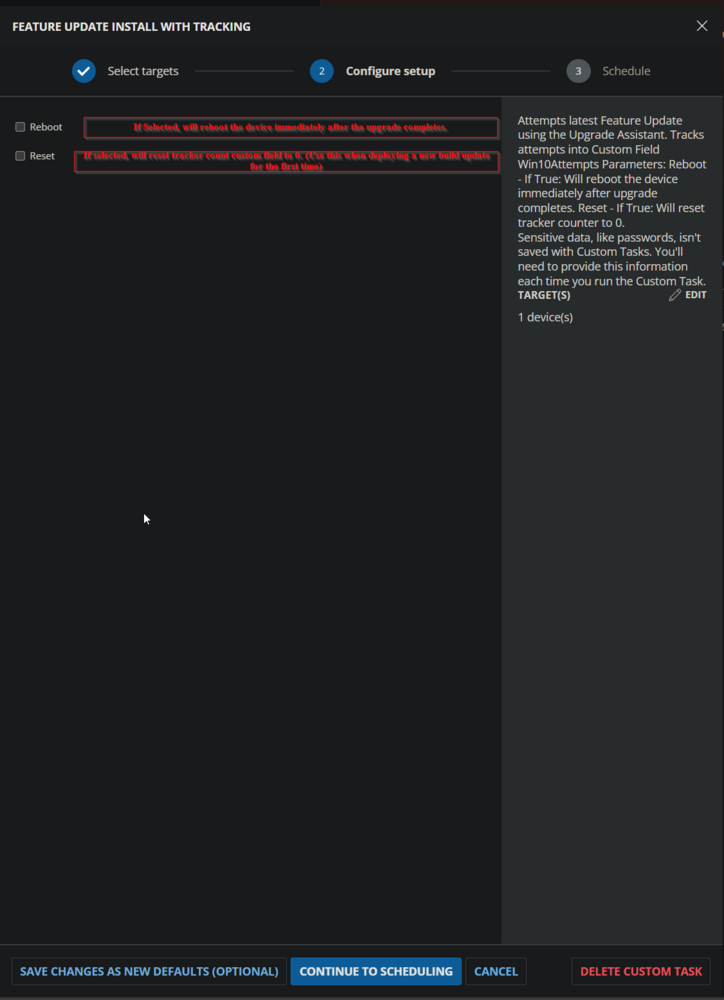 FEATURE UPDATE INSTALL WITH TRACKING
Select targets
2
Configure setup
3
Schedule
Reboot
If Selected, will reboot the device immediately after the upgrade completes.
Reset
If selected, will reset tracker count custom field to 0. (Use this when deploying a new build update
for the first time)
Attempts latest Feature Update
using the Upgrade Assistant. Tracks
attempts into Custom Field
Win10Attempts Parameters: Reboot
- If True: Will reboot the device
immediately after upgrade
completes. Reset - If True: Will reset
tracker counter to 0.
Sensitive data, like passwords, isn't
saved with Custom Tasks. You'll
need to provide this information
each time you run the Custom Task.
TARGET(S)
EDIT
1 device(s)
SAVE CHANGES AS NEW DEFAULTS (OPTIONAL)
CONTINUE TO SCHEDULING
CANCEL
DELETE CUSTOM TASK